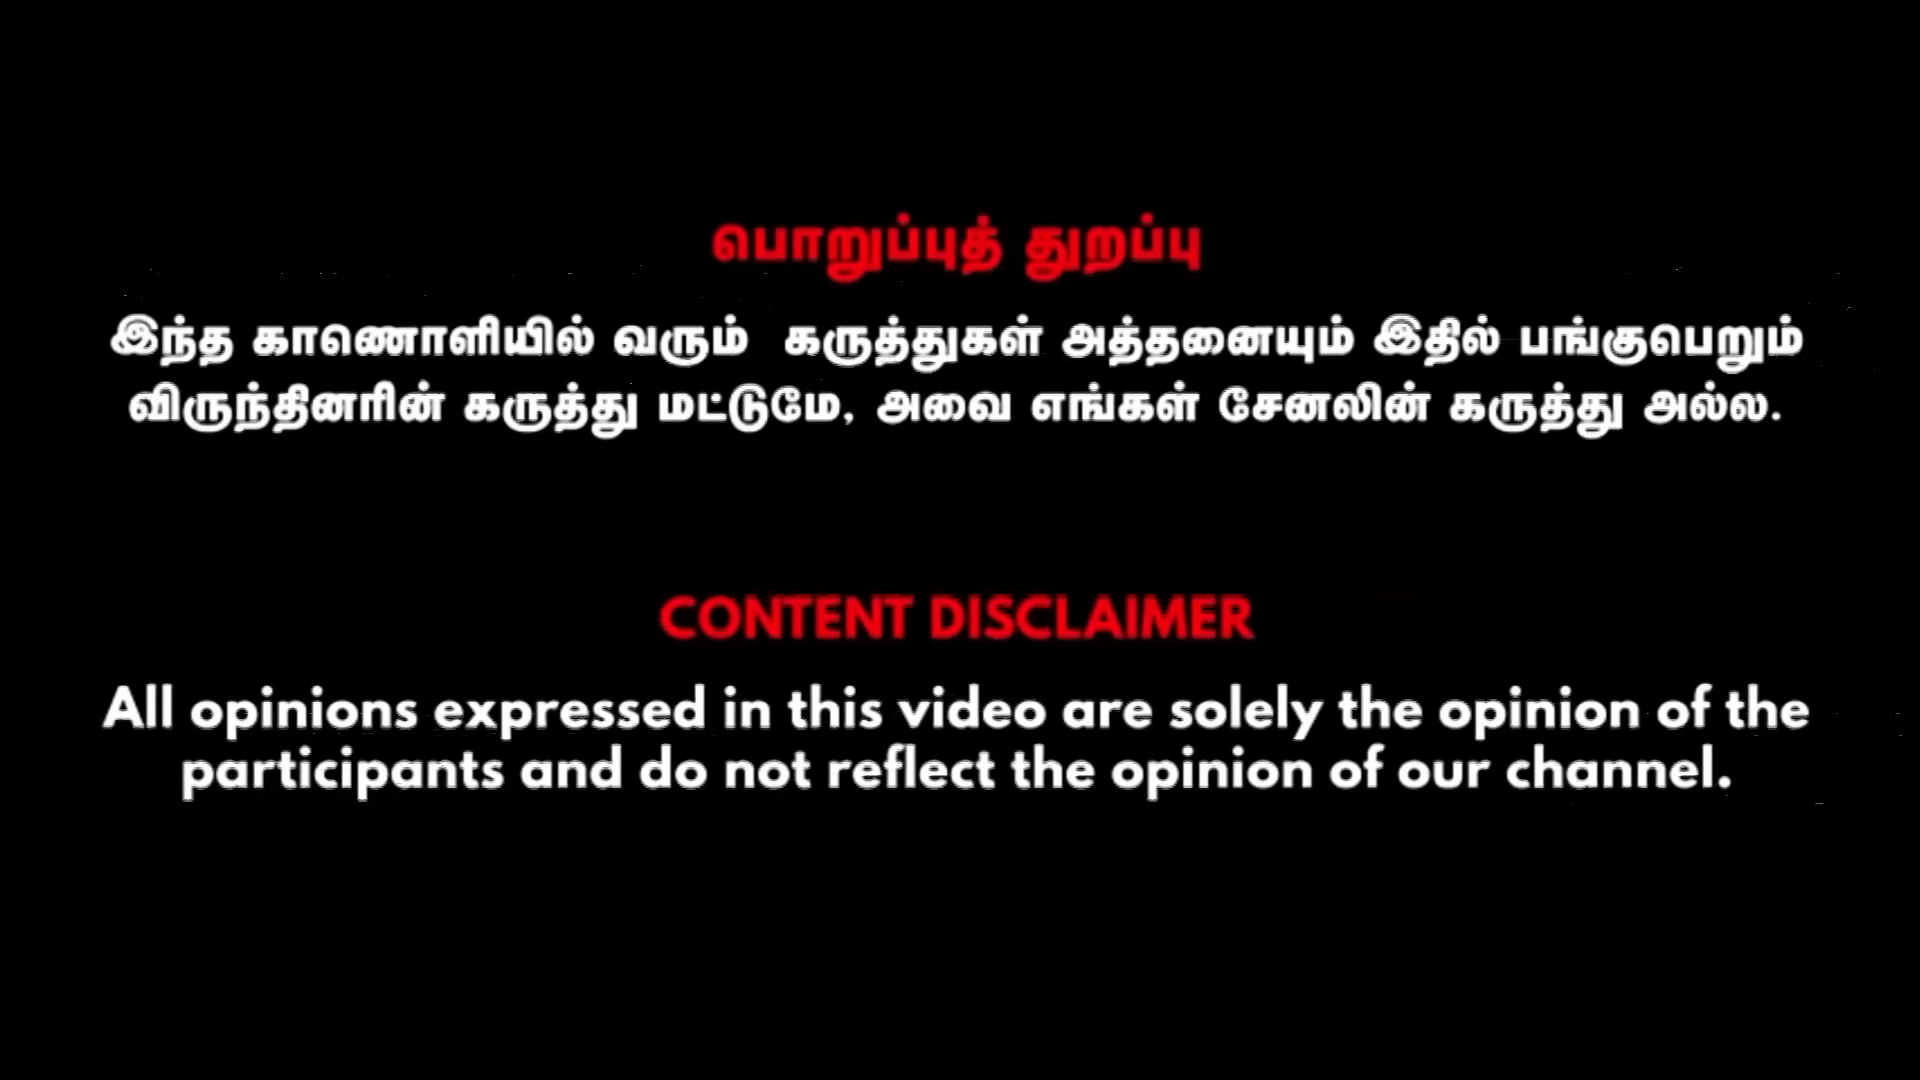 பொறுப்புத் துறப்பு
இந்த காணொளியில் வரும் கருத்துகள் அத்தனையும் இதில் பங்குபெறும்
விருந்தினரின் கருத்து மட்டுமே, அவை எங்கள் சேனலின் கருத்து அல்ல.
CONTENT DISCLAIMER
All opinions expressed in this video are solely the opinion of the
participants and do not reflect the opinion of our channel.